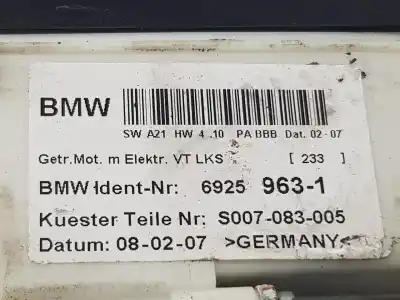 BMW
SW A21 HW 4 .10 PA BBB Dat. 02-07
Getr.Mot. m Elektr. VT LKS [ 233 ]
BMW Ident-Nr: 6925 963-1
Kuester Teile Nr: S007-083-005
Datum: 08-02-07 >GERMANY<